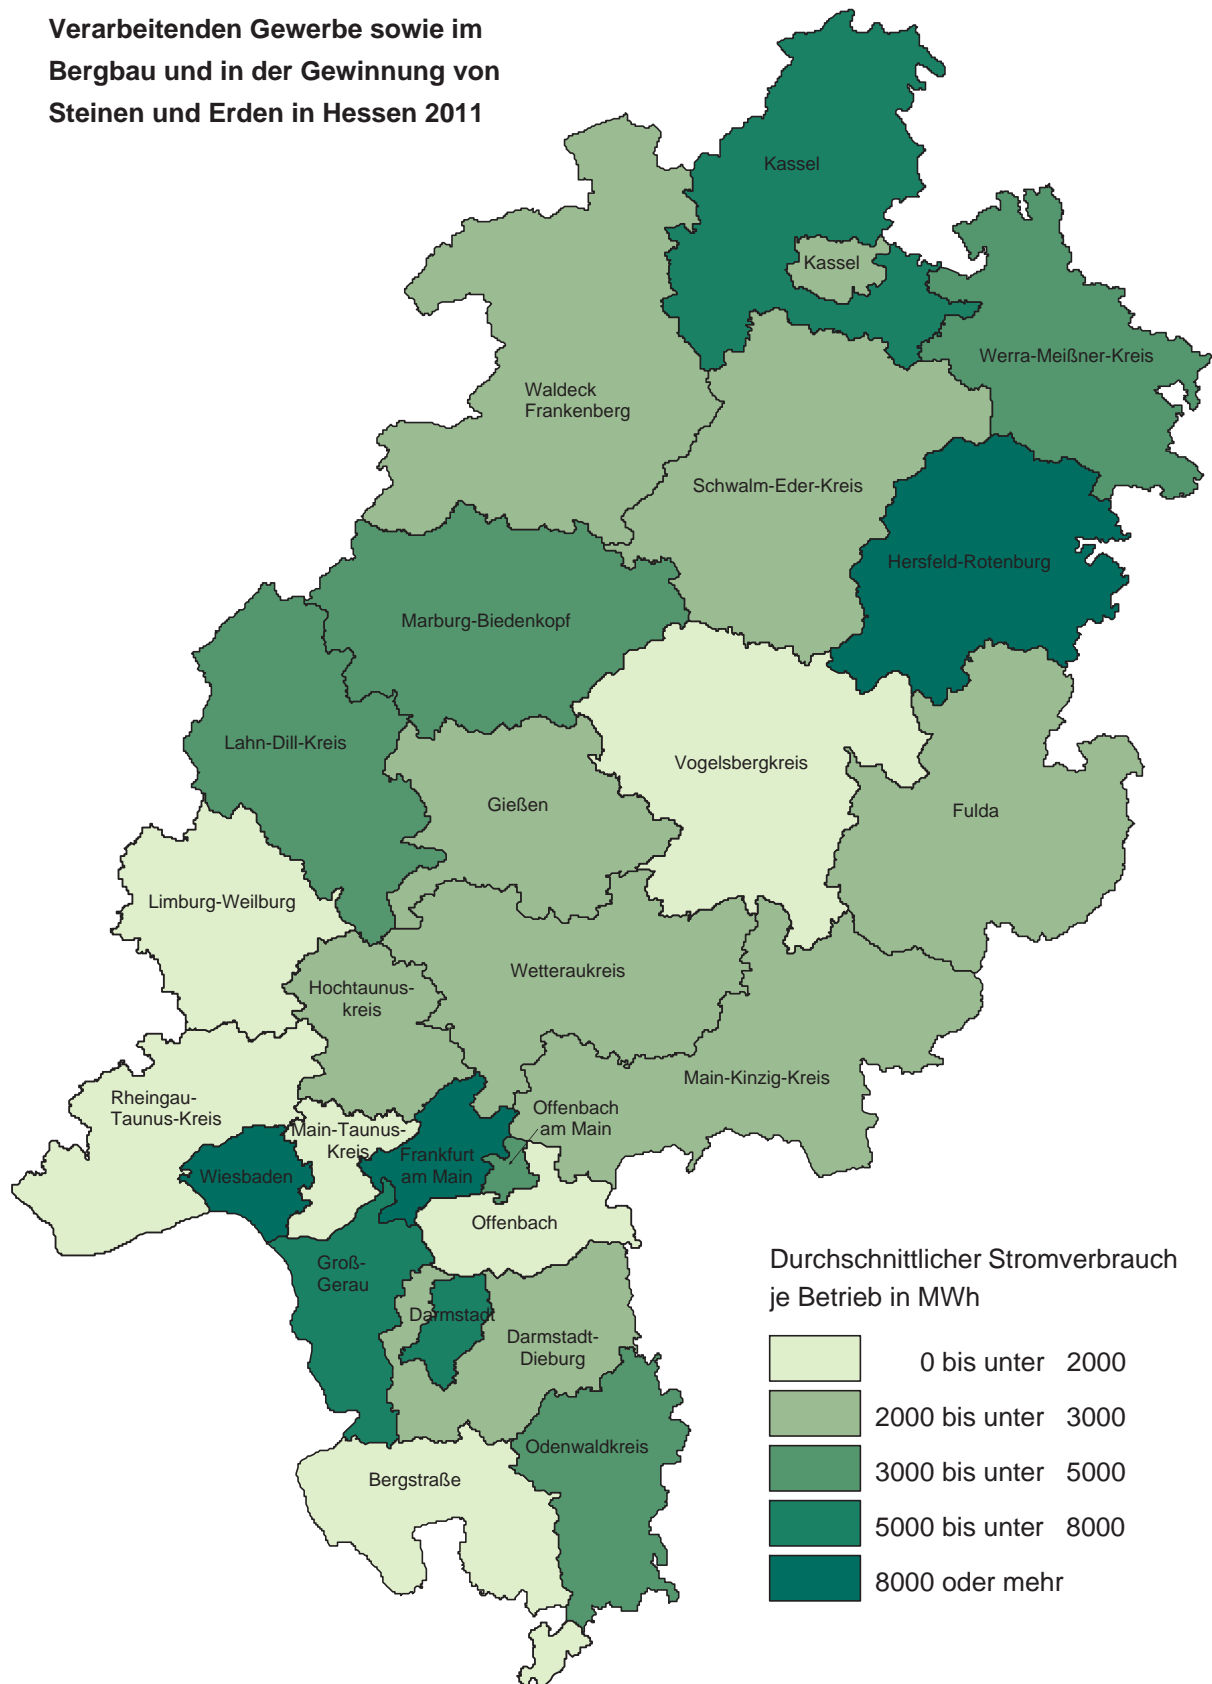 Verarbeitenden Gewerbe sowie im
Bergbau und in der Gewinnung von
Steinen und Erden in Hessen 2011
Kassel
Kassel
Werra-Meißner-Kreis
Waldeck
Frankenberg
Schwalm-Eder-Kreis
Hersfeld-Rotenburg
Marburg-Biedenkopf
Lahn-Dill-Kreis
Vogelsbergkreis
Gießen
Fulda
Limburg-Weilburg
Wetteraukreis
Hochtaunus-
kreis
Main-Kinzig-Kreis
Rheingau-
Taunus-Kreis
Offenbach
am Main
Main-Taunus-
Kreis
Frankfurt
am Main
Wiesbaden
Offenbach
Groß-
Gerau
Darmstadt
Darmstadt-
Dieburg
Odenwaldkreis
Bergstraße
Durchschnittlicher Stromverbrauch
je Betrieb in MWh
0 bis unter 2000
2000 bis unter 3000
3000 bis unter 5000
5000 bis unter 8000
8000 oder mehr